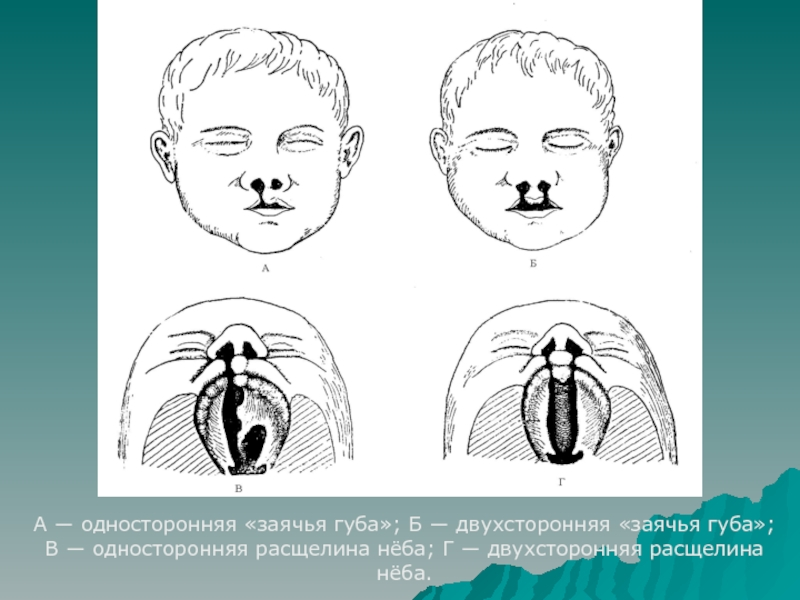 А
Б
В
Г
А — односторонняя «заячья губа»; Б — двухсторонняя «заячья губа»;
В — односторонняя расщелина нёба; Г — двухсторонняя расщелина
нёба.